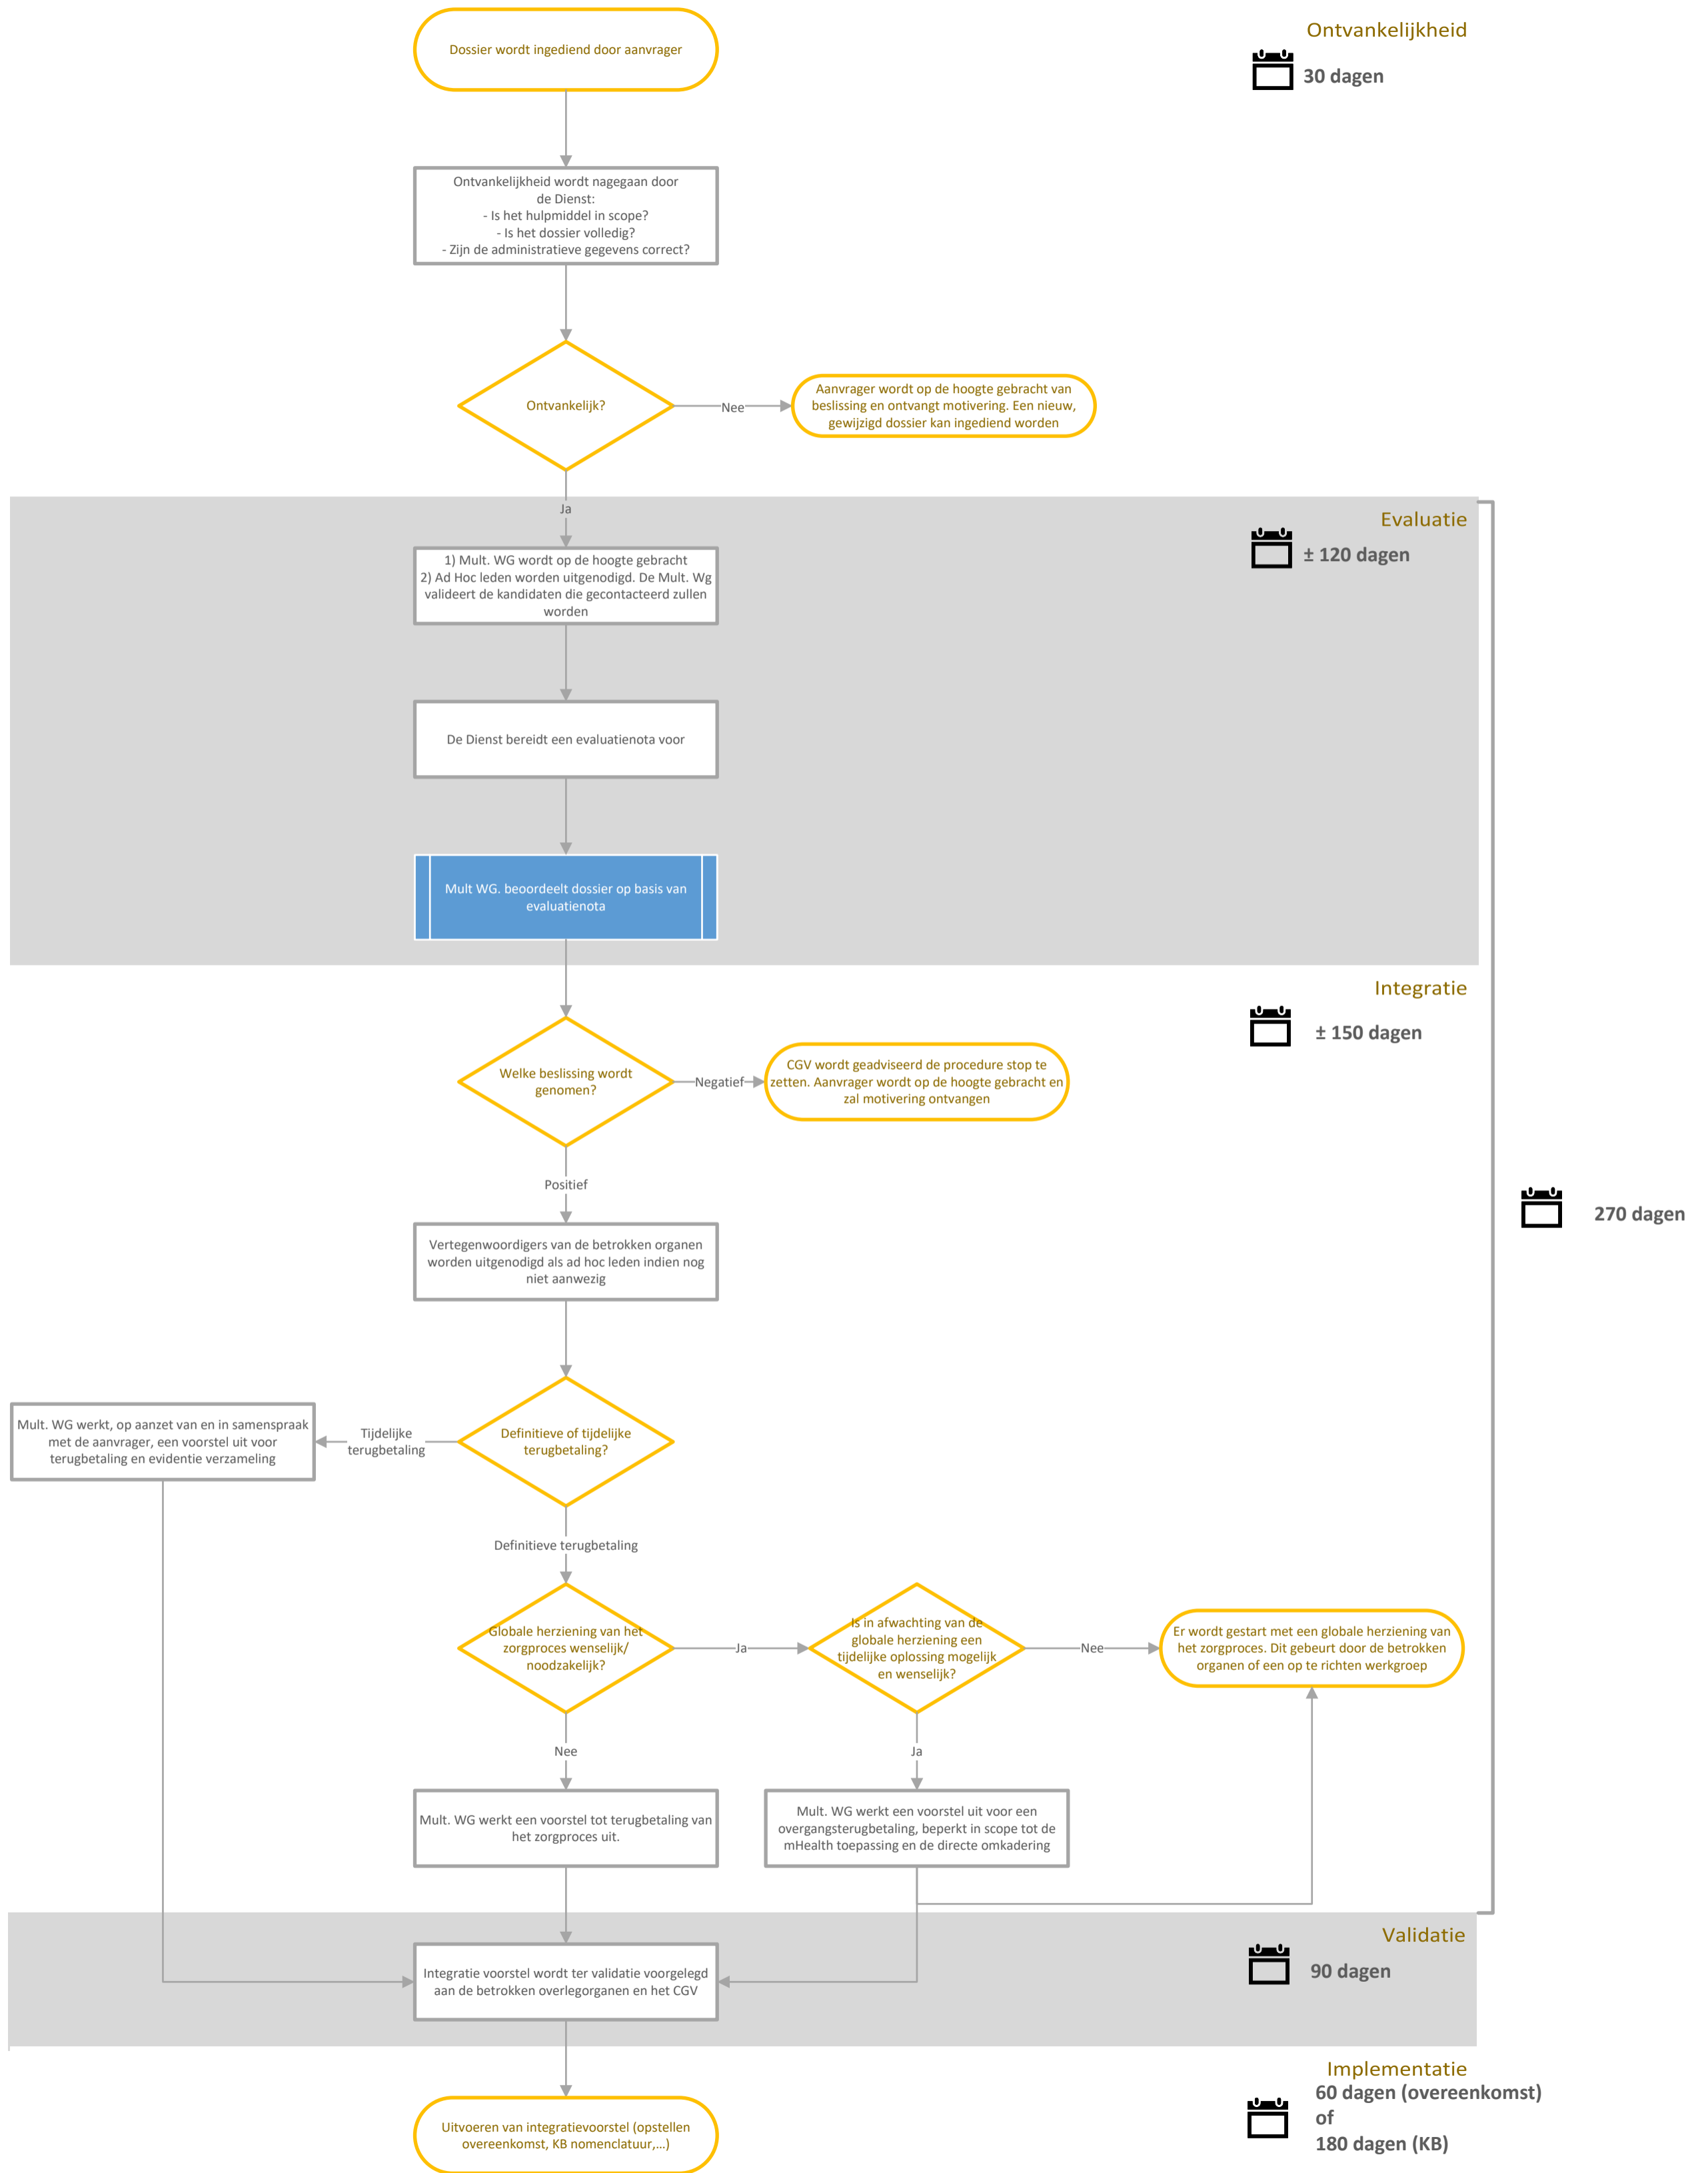 Dossier wordt ingediend door aanvrager
Ontvankelijkheid
30 dagen
Ontvankelijkheid wordt nagegaan door
de Dienst:
- Is het hulpmiddel in scope?
- Is het dossier volledig?
- Zijn de administratieve gegevens correct?
Ontvankelijk?
Nee
Aanvrager wordt op de hoogte gebracht van
beslissing en ontvangt motivering. Een nieuw,
gewijzigd dossier kan ingediend worden
Ja
Evaluatie
± 120 dagen
1) Mult. WG wordt op de hoogte gebracht
2) Ad Hoc leden worden uitgenodigd. De Mult. Wg
valideert de kandidaten die gecontacteerd zullen
worden
De Dienst bereidt een evaluatienota voor
Mult WG. beoordeelt dossier op basis van
evaluatienota
Integratie
± 150 dagen
Welke beslissing wordt
genomen?
Negatief
CGV wordt geadviseerd de procedure stop te
zetten. Aanvrager wordt op de hoogte gebracht en
zal motivering ontvangen
Positief
270 dagen
Vertegenwoordigers van de betrokken organen
worden uitgenodigd als ad hoc leden indien nog
niet aanwezig
Mult. WG werkt, op aanzet van en in samenspraak
met de aanvrager, een voorstel uit voor
terugbetaling en evidentie verzameling
Tijdelijke
terugbetaling
Definitieve of tijdelijke
terugbetaling?
Definitieve terugbetaling
Globale herziening van het
zorgproces wenselijk/
noodzakelijk?
Ja
Is in afwachting van de
globale herziening een
tijdelijke oplossing mogelijk
en wenselijk?
Nee
Er wordt gestart met een globale herziening van
het zorgproces. Dit gebeurt door de betrokken
organen of een op te richten werkgroep
Nee
Ja
Mult. WG werkt een voorstel tot terugbetaling van
het zorgproces uit.
Mult. WG werkt een voorstel uit voor een
overgangsterugbetaling, beperkt in scope tot de
mHealth toepassing en de directe omkadering
Validatie
90 dagen
Integratie voorstel wordt ter validatie voorgelegd
aan de betrokken overlegorganen en het CGV
Implementatie
60 dagen (overeenkomst)
of
180 dagen (KB)
Uitvoeren van integratievoorstel (opstellen
overeenkomst, KB nomenclatuur,...)